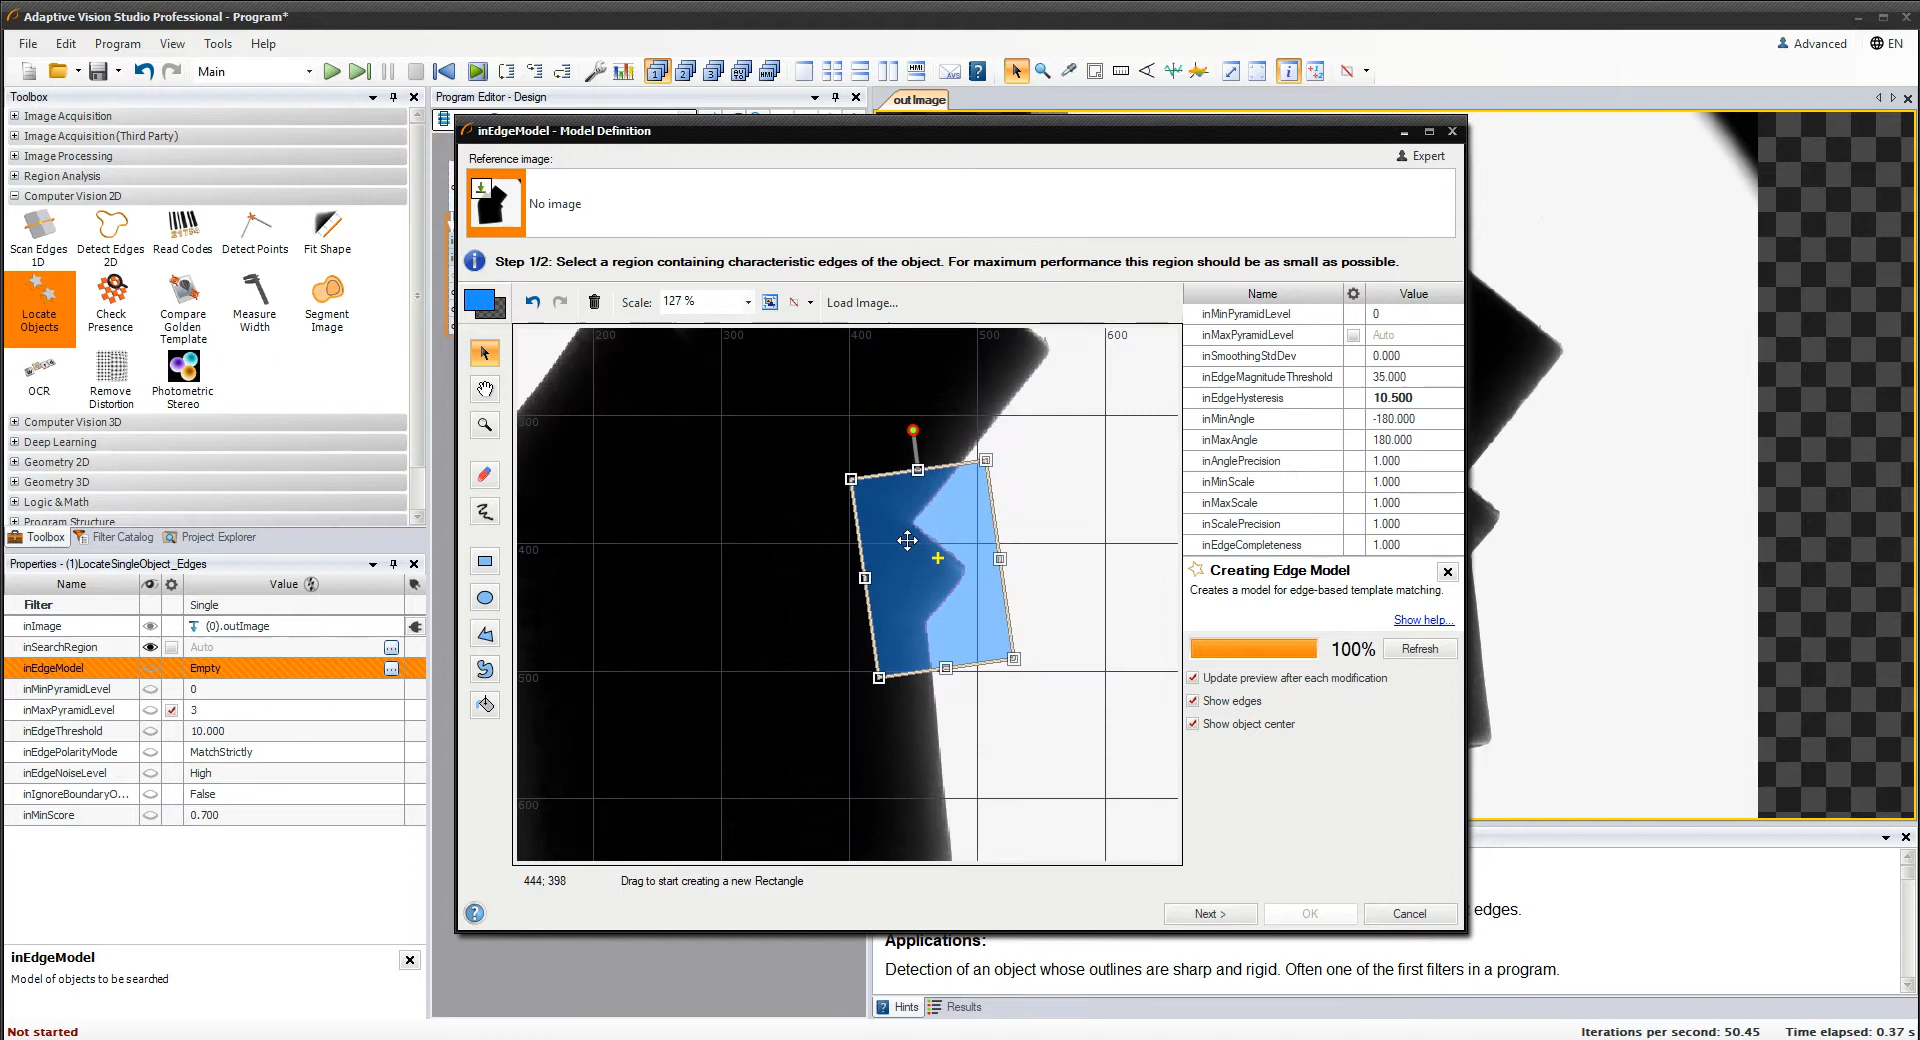 Adaptive Vision Studio Professional - Program*
File Edit Program View Tools Help
Advanced EN
Main
Toolbox
Image Acquisition
Image Acquisition (Third Party)
Image Processing
Region Analysis
Computer Vision 2D
Scan Edges 1D
Detect Edges 2D
Read Codes
Detect Points
Fit Shape
Locate Objects
Check Presence
Compare Golden Template
Measure Width
Segment Image
OCR
Remove Distortion
Photometric Stereo
Computer Vision 3D
Deep Learning
Geometry 2D
Geometry 3D
Logic & Math
Program Structure
Toolbox Filter Catalog Project Explorer
Properties - (1)LocateSingleObject_Edges
Name Value
Filter Single
inImage (0).outImage
inSearchRegion Auto
inEdgeModel Empty
inMinPyramidLevel 0
inMaxPyramidLevel 3
inEdgeThreshold 10.000
inEdgePolarityMode MatchStrictly
inEdgeNoiseLevel High
inIgnoreBoundaryO... False
inMinScore 0.700
inEdgeModel
Model of objects to be searched
Not started
Program Editor - Design
outImage
inEdgeModel - Model Definition
Reference image:
Expert
No image
Step 1/2: Select a region containing characteristic edges of the object. For maximum performance this region should be as small as possible.
Scale: 127 % Load Image...
200 300 400 500 600
300
400
500
600
444; 398 Drag to start creating a new Rectangle
Name Value
inMinPyramidLevel 0
inMaxPyramidLevel Auto
inSmoothingStdDev 0.000
inEdgeMagnitudeThreshold 35.000
inEdgeHysteresis 10.500
inMinAngle -180.000
inMaxAngle 180.000
inAnglePrecision 1.000
inMinScale 1.000
inMaxScale 1.000
inScalePrecision 1.000
inEdgeCompleteness 1.000
Creating Edge Model
Creates a model for edge-based template matching.
Show help...
100% Refresh
Update preview after each modification
Show edges
Show object center
Next > OK Cancel
edges.
Applications:
Detection of an object whose outlines are sharp and rigid. Often one of the first filters in a program.
Hints Results
Iterations per second: 50.45 Time elapsed: 0.37 s